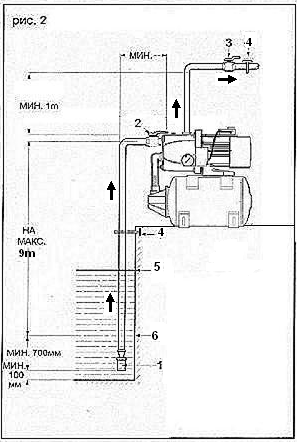 рис. 2
3 4
МИН.
МИН. 1m
2
НА
МАКС.
9m
4
5
6
МИН. 700мм
1
МИН.
100
мм